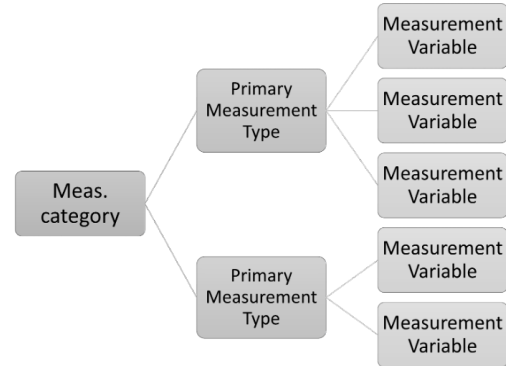 Meas.
category
Primary
Measurement
Type
Primary
Measurement
Type
Measurement
Variable
Measurement
Variable
Measurement
Variable
Measurement
Variable
Measurement
Variable